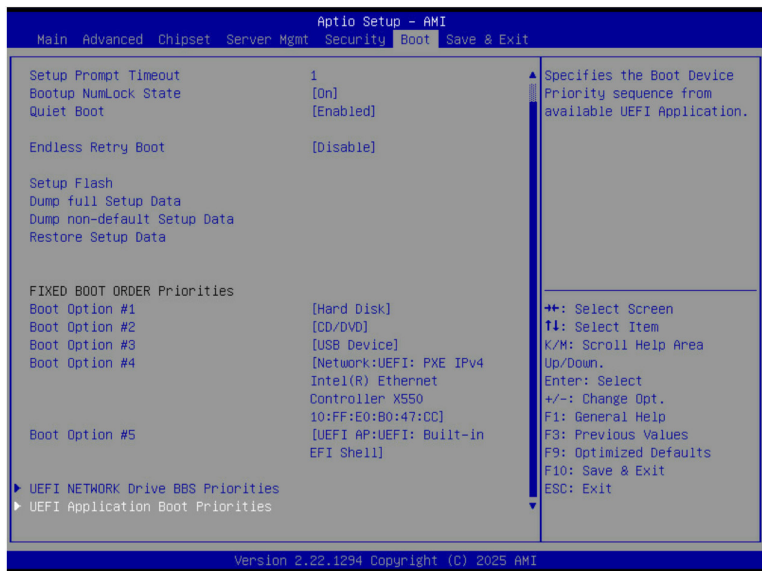 Aptio Setup – AMI
Main Advanced Chipset Server Mgmt Security Boot Save & Exit
Setup Prompt Timeout 1
Bootup NumLock State [On]
Quiet Boot [Enabled]
Endless Retry Boot [Disable]
Setup Flash
Dump full Setup Data
Dump non-default Setup Data
Restore Setup Data
FIXED BOOT ORDER Priorities
Boot Option #1 [Hard Disk]
Boot Option #2 [CD/DVD]
Boot Option #3 [USB Device]
Boot Option #4 [Network:UEFI: PXE IPv4
Intel(R) Ethernet
Controller X550
10:FF:E0:B0:47:CC]
Boot Option #5 [UEFI AP:UEFI: Built-in
EFI Shell]
UEFI NETWORK Drive BBS Priorities
UEFI Application Boot Priorities
Specifies the Boot Device
Priority sequence from
available UEFI Application.
→←: Select Screen
↑↓: Select Item
K/M: Scroll Help Area
Up/Down.
Enter: Select
+/-: Change Opt.
F1: General Help
F3: Previous Values
F9: Optimized Defaults
F10: Save & Exit
ESC: Exit
Version 2.22.1294 Copyright (C) 2025 AMI